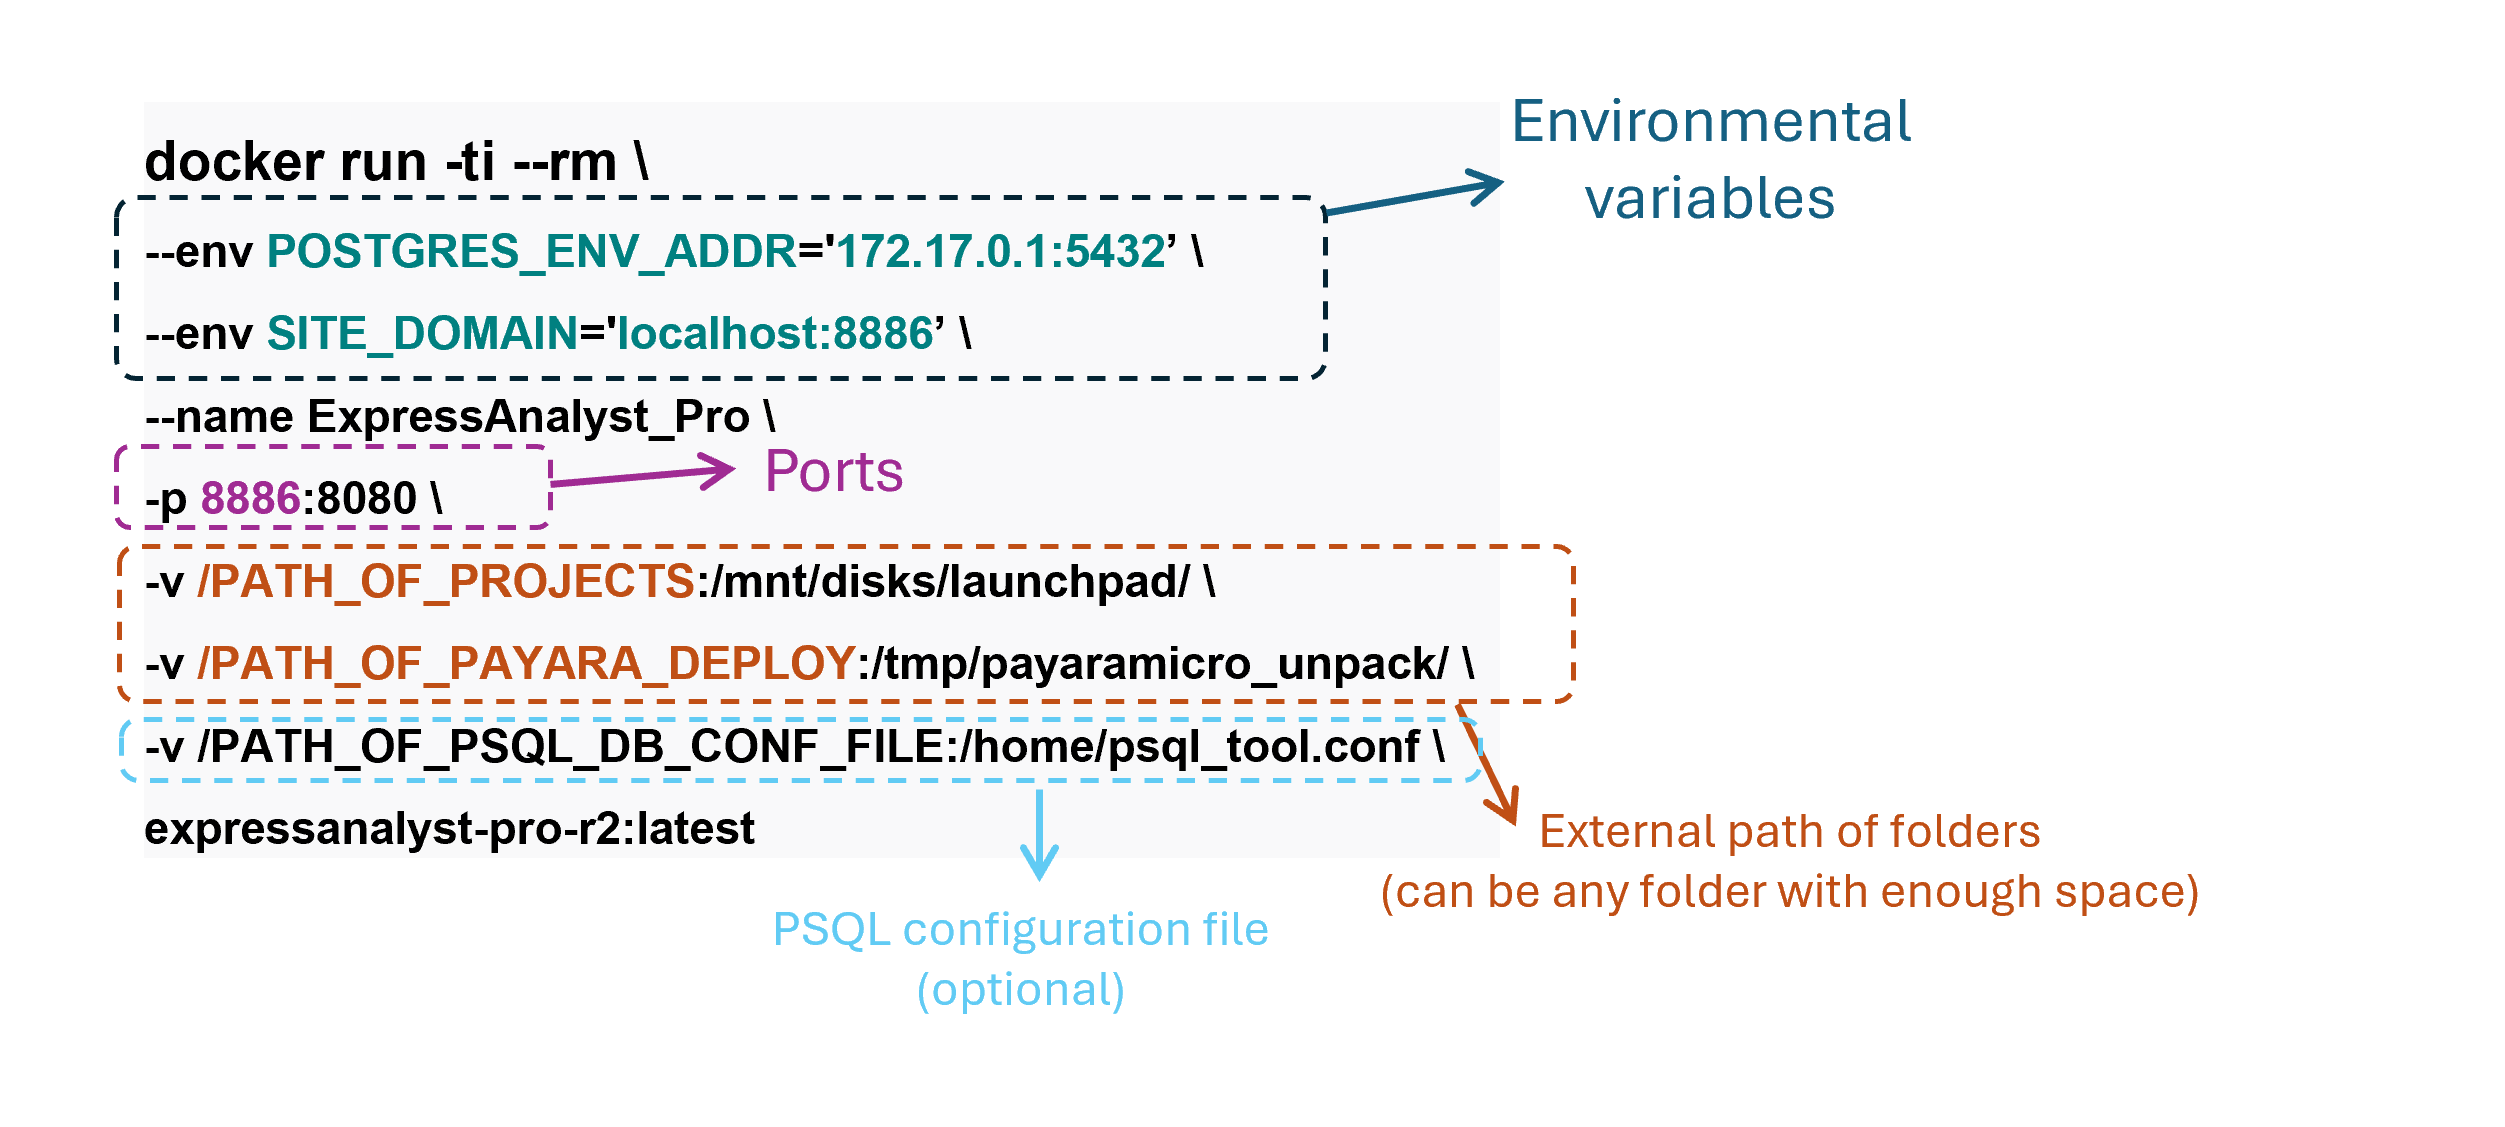 docker run -ti --rm \
Environmental
variables
--env POSTGRES_ENV_ADDR='172.17.0.1:5432’ \
--env SITE_DOMAIN='localhost:8886’ \
--name ExpressAnalyst_Pro \
-p 8886:8080 \
Ports
-v /PATH_OF_PROJECTS:/mnt/disks/launchpad/ \
-v /PATH_OF_PAYARA_DEPLOY:/tmp/payaramicro_unpack/ \
-v /PATH_OF_PSQL_DB_CONF_FILE:/home/psql_tool.conf \
expressanalyst-pro-r2:latest
External path of folders
(can be any folder with enough space)
PSQL configuration file
(optional)